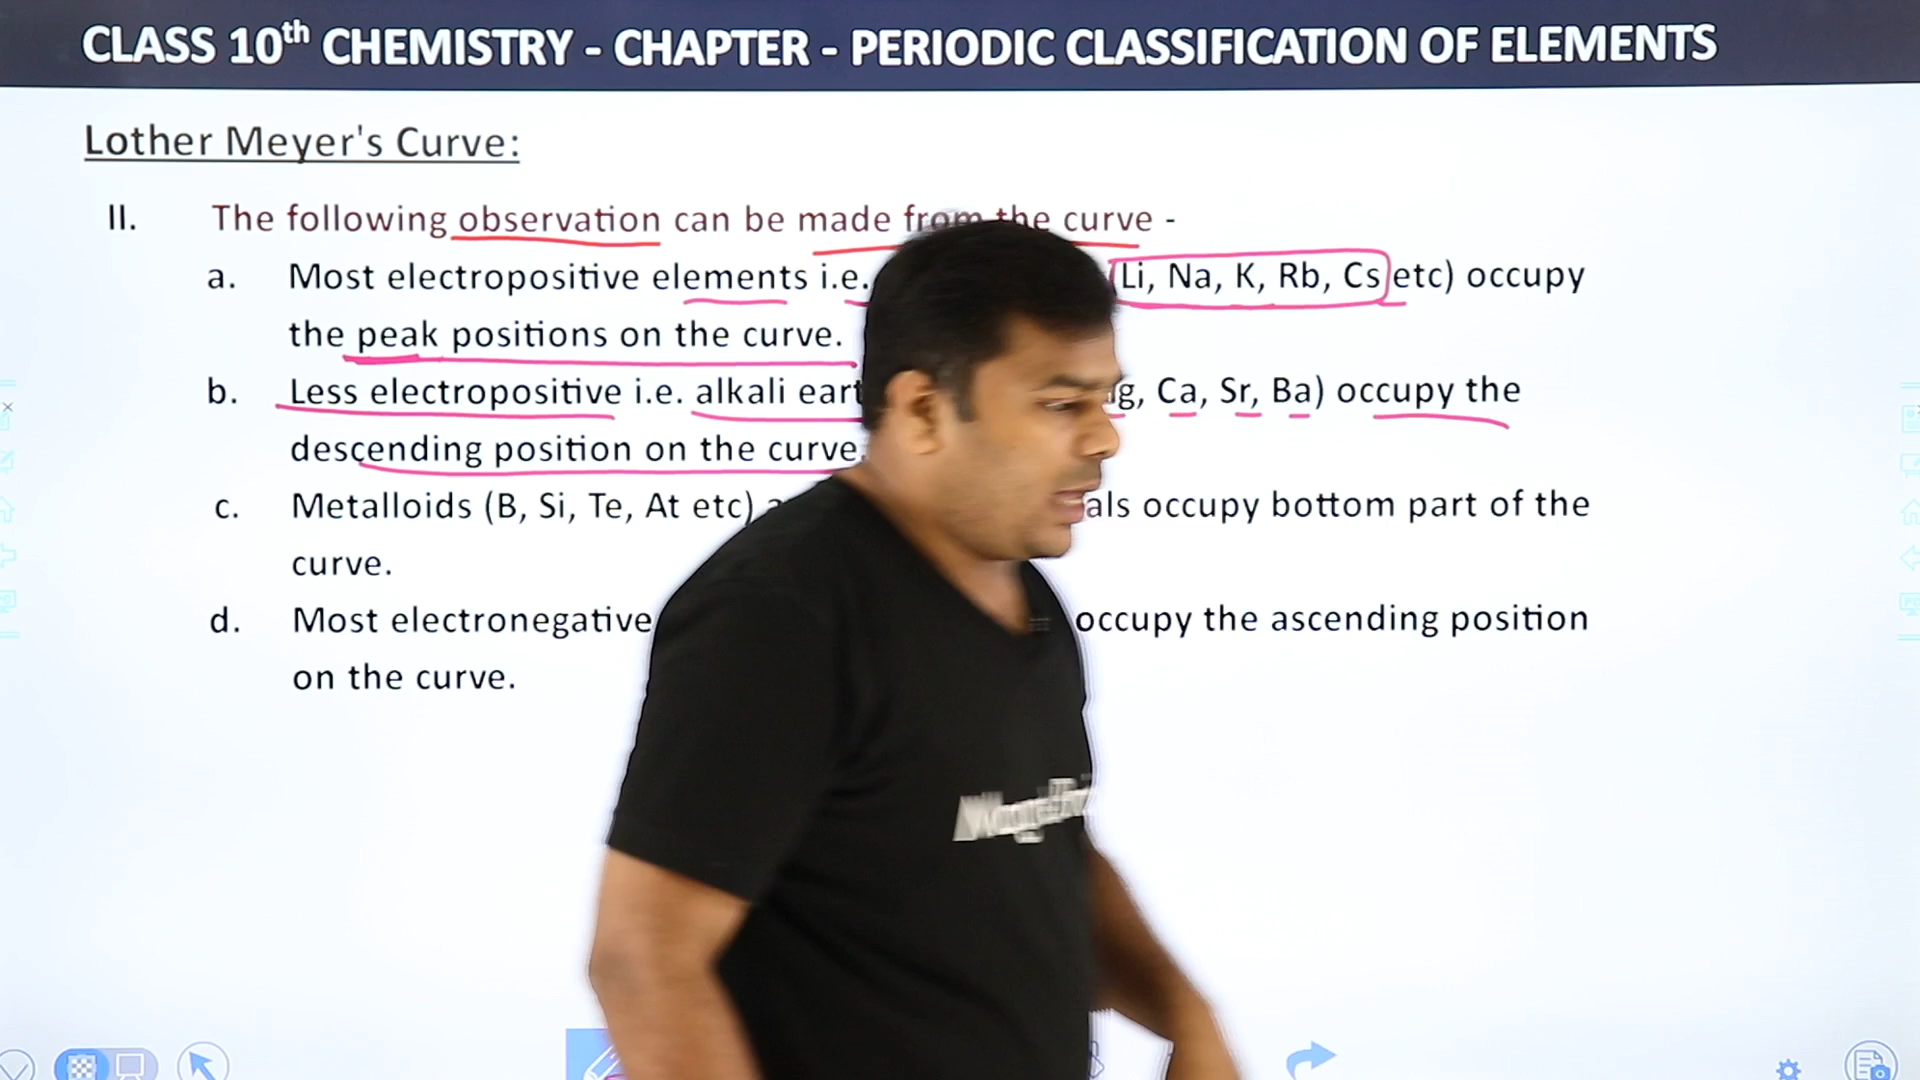 CLASS 10th CHEMISTRY - CHAPTER - PERIODIC CLASSIFICATION OF ELEMENTS
Lother Meyer's Curve:
II. The following observation can be made from the curve -
a. Most electropositive elements i.e. (Li, Na, K, Rb, Cs etc) occupy
the peak positions on the curve.
b. Less electropositive i.e. alkali Ca, Sr, Ba) occupy the
descending position on the curve
c. Metalloids (B, Si, Te, At etc) occupy bottom part of the
curve.
d. Most electronegative occupy the ascending position
on the curve.